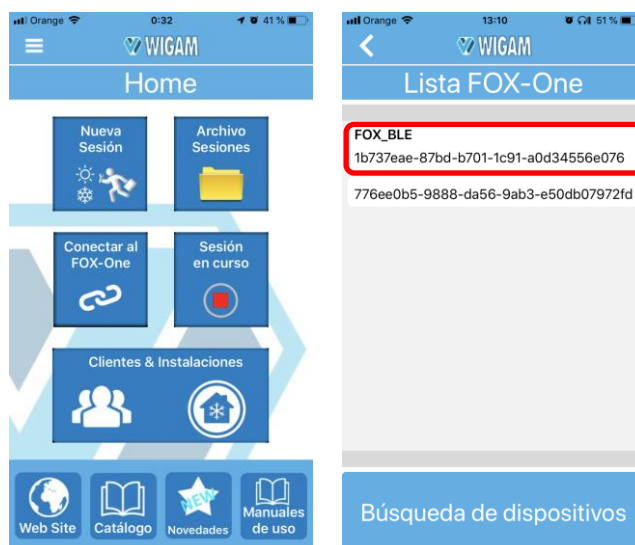 Orange 0:32 41 %
WIGAM
Home
Nueva
Sesión
Archivo
Sesiones
Conectar al
FOX-One
Sesión
en curso
Clientes & Instalaciones
Web Site
Catálogo
NEW
Novedades
Manuales
de uso
Orange 13:10 51 %
WIGAM
Lista FOX-One
FOX_BLE
1b737eae-87bd-b701-1c91-a0d34556e076
776ee0b5-9888-da56-9ab3-e50db07972fd
Búsqueda de dispositivos